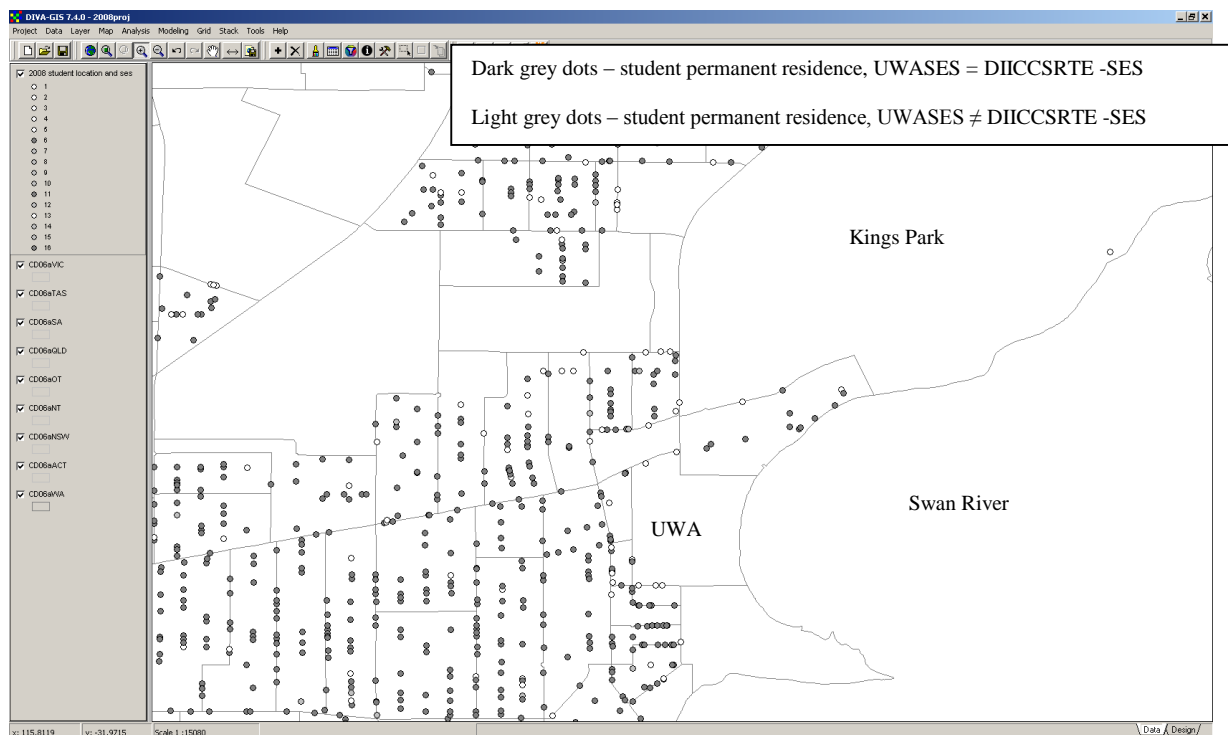 DIVA-GIS 7.4.0 - 2008proj
Project Data Layer Map Analysis Modeling Grid Stack Tools Help
Dark grey dots – student permanent residence, UWASES = DIICCSRTE -SES
Light grey dots – student permanent residence, UWASES ≠ DIICCSRTE -SES
2008 student location and ses
1
2
3
4
5
6
7
8
9
10
11
12
13
14
15
16
CD06aVIC
CD06aTAS
CD06aSA
CD06aQLD
CD06aOT
CD06aNT
CD06aNSW
CD06aACT
CD06aWA
Kings Park
Swan River
UWA
x: 115.8119 y: -31.9715 Scale 1 :15080
Data Design